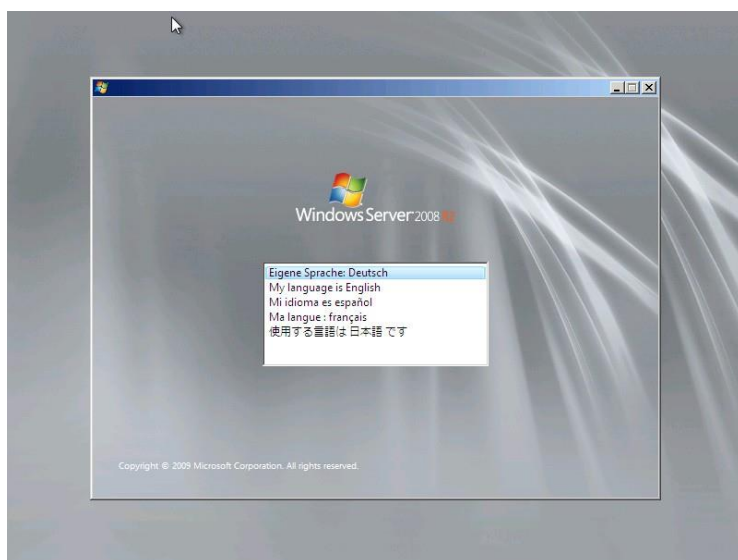 Windows Server 2008 R2
Eigene Sprache: Deutsch
My language is English
Mi idioma es español
Ma langue : français
使用する言語は 日本語 です
Copyright © 2009 Microsoft Corporation. All rights reserved.